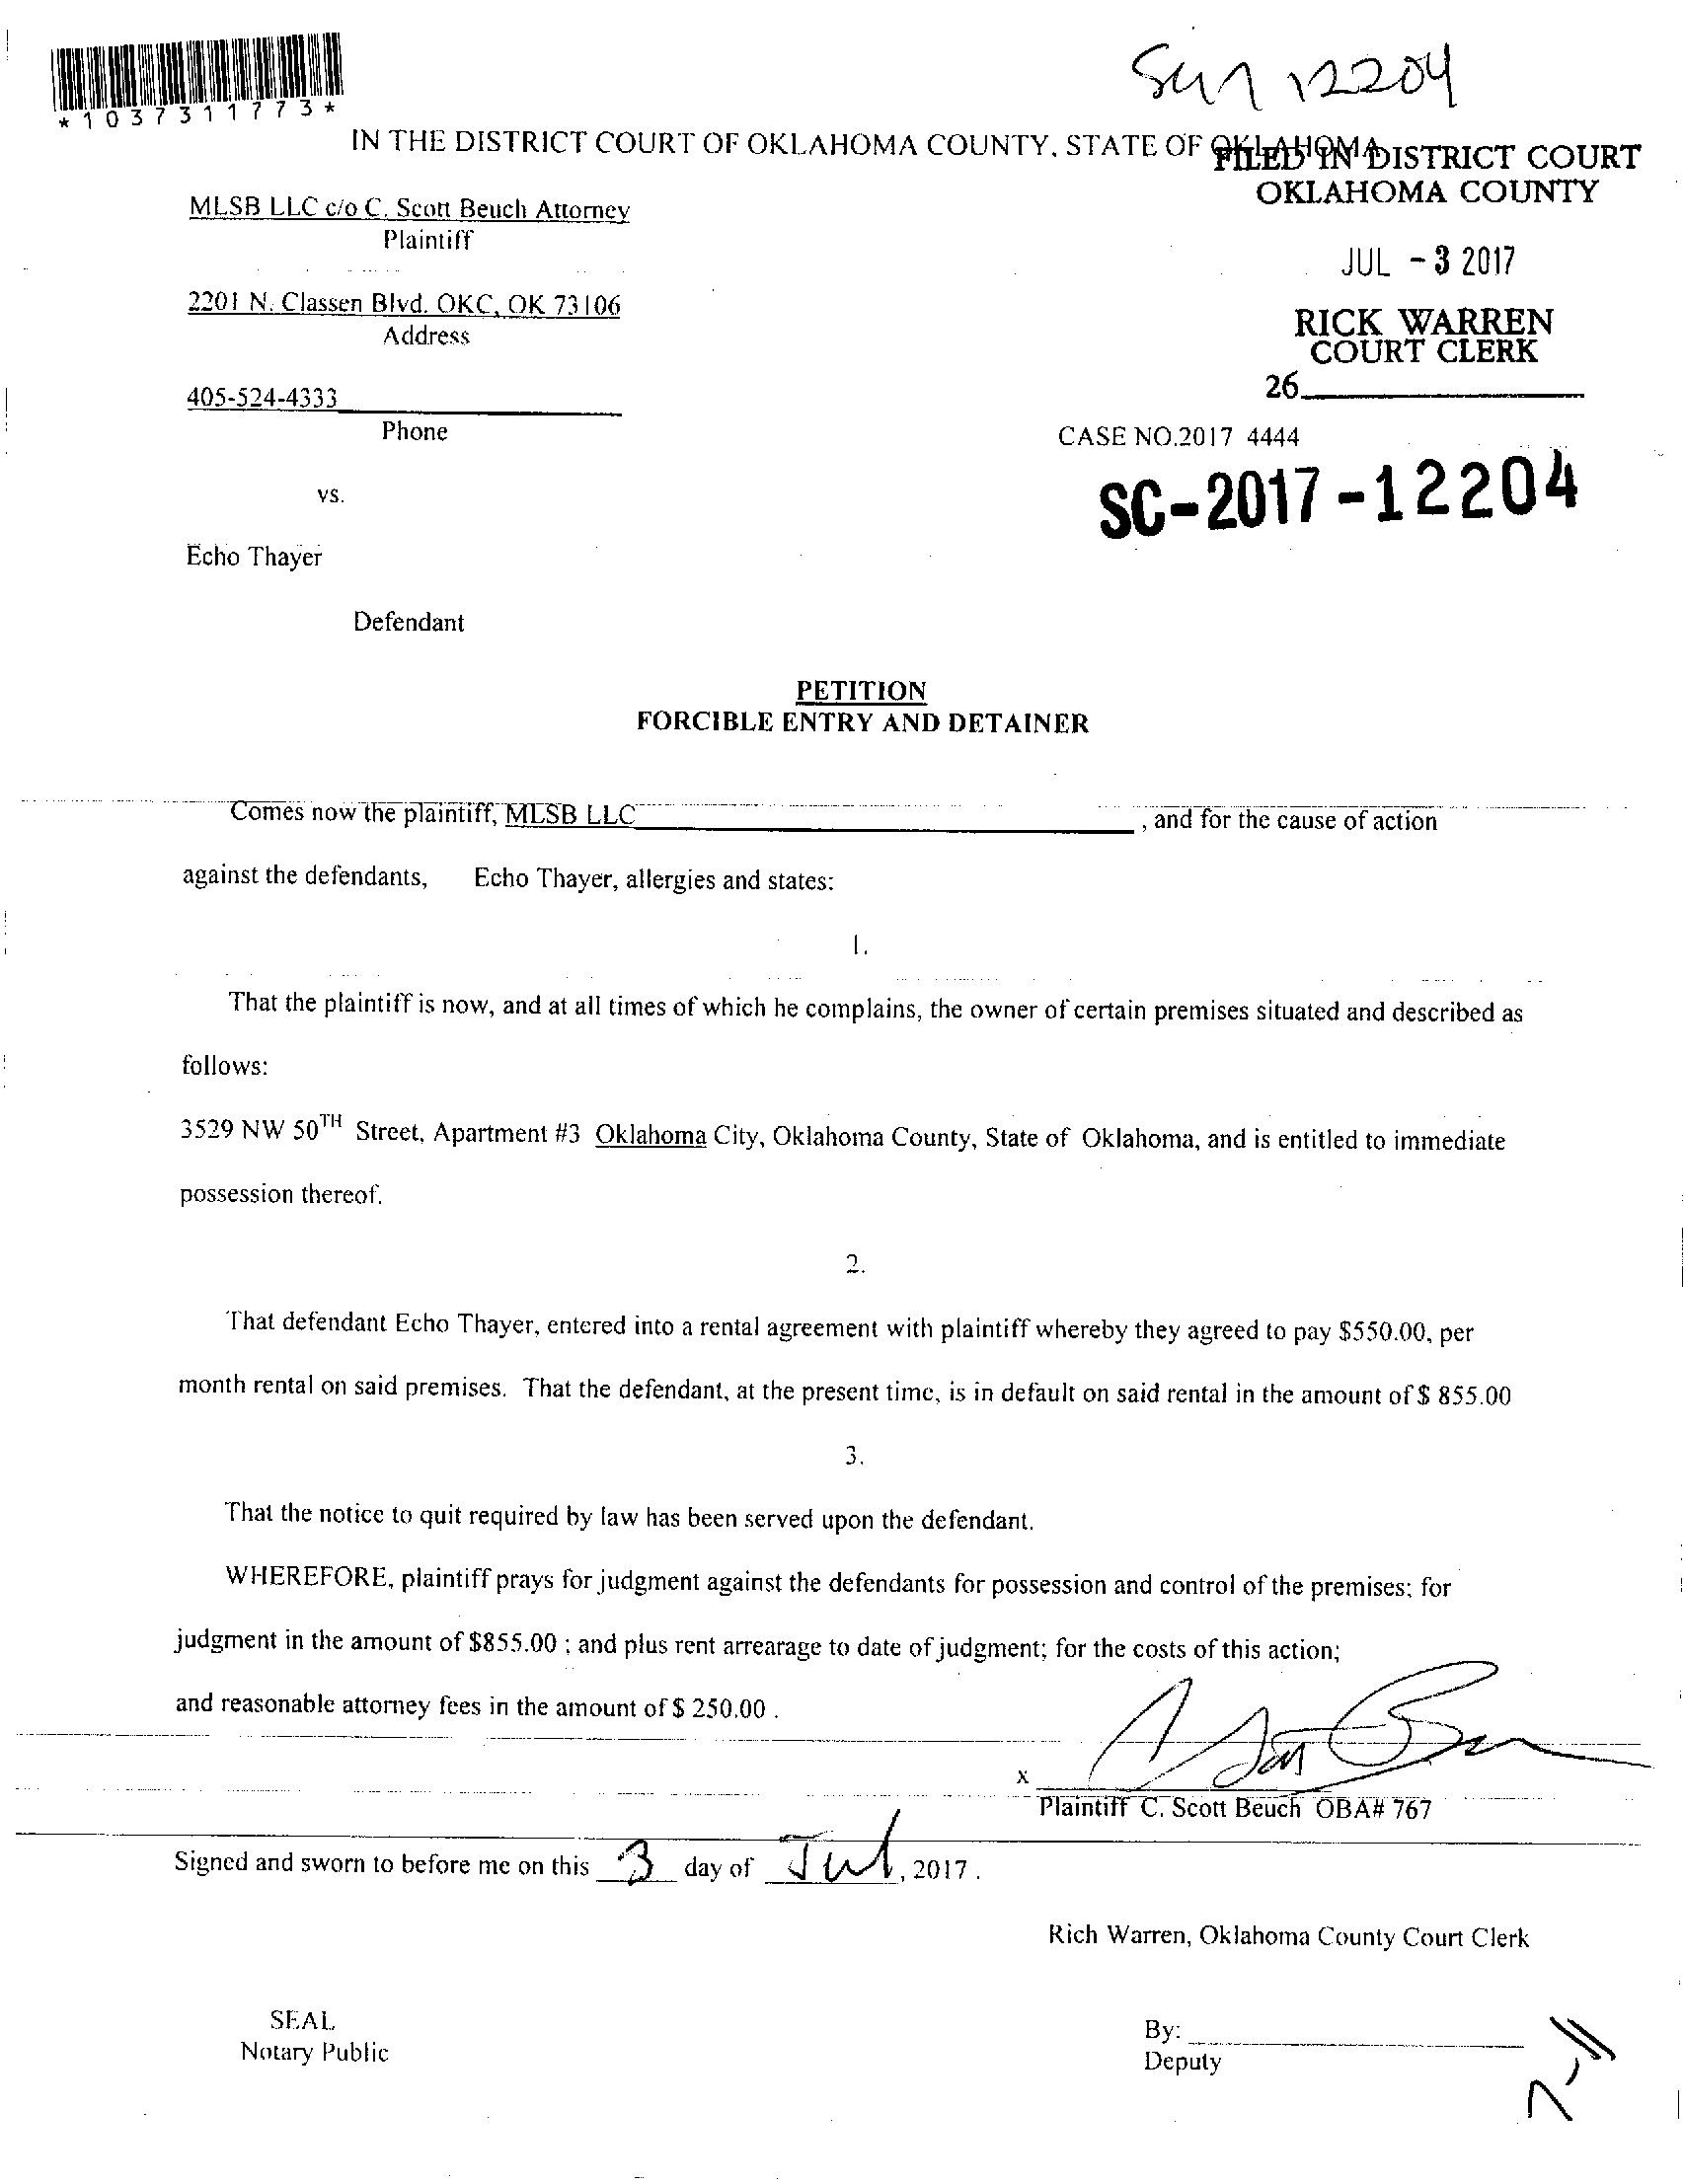 *1037311773*
SC17 12204
IN THE DISTRICT COURT OF OKLAHOMA COUNTY, STATE OF OKLAHOMA
FILED IN DISTRICT COURT
OKLAHOMA COUNTY
MLSB LLC c/o C. Scott Beuch Attorney
Plaintiff
JUL - 3 2017
2201 N. Classen Blvd. OKC, OK 73106
Address
RICK WARREN
COURT CLERK
26
405-524-4333
Phone
CASE NO.2017 4444
SC-2017-12204
vs.
Echo Thayer
Defendant
PETITION
FORCIBLE ENTRY AND DETAINER
Comes now the plaintiff, MLSB LLC, and for the cause of action
against the defendants, Echo Thayer, allergies and states:
1.
That the plaintiff is now, and at all times of which he complains, the owner of certain premises situated and described as
follows:
3529 NW 50TH Street, Apartment #3 Oklahoma City, Oklahoma County, State of Oklahoma, and is entitled to immediate
possession thereof.
2.
That defendant Echo Thayer, entered into a rental agreement with plaintiff whereby they agreed to pay $550.00, per
month rental on said premises. That the defendant, at the present time, is in default on said rental in the amount of $ 855.00
3.
That the notice to quit required by law has been served upon the defendant.
WHEREFORE, plaintiff prays for judgment against the defendants for possession and control of the premises; for
judgment in the amount of $855.00 ; and plus rent arrearage to date of judgment; for the costs of this action;
and reasonable attorney fees in the amount of $ 250.00 .
x
Plaintiff C. Scott Beuch OBA# 767
Signed and sworn to before me on this 3 day of Jul, 2017 .
Rich Warren, Oklahoma County Court Clerk
SEAL
Notary Public
By:
Deputy
7-11